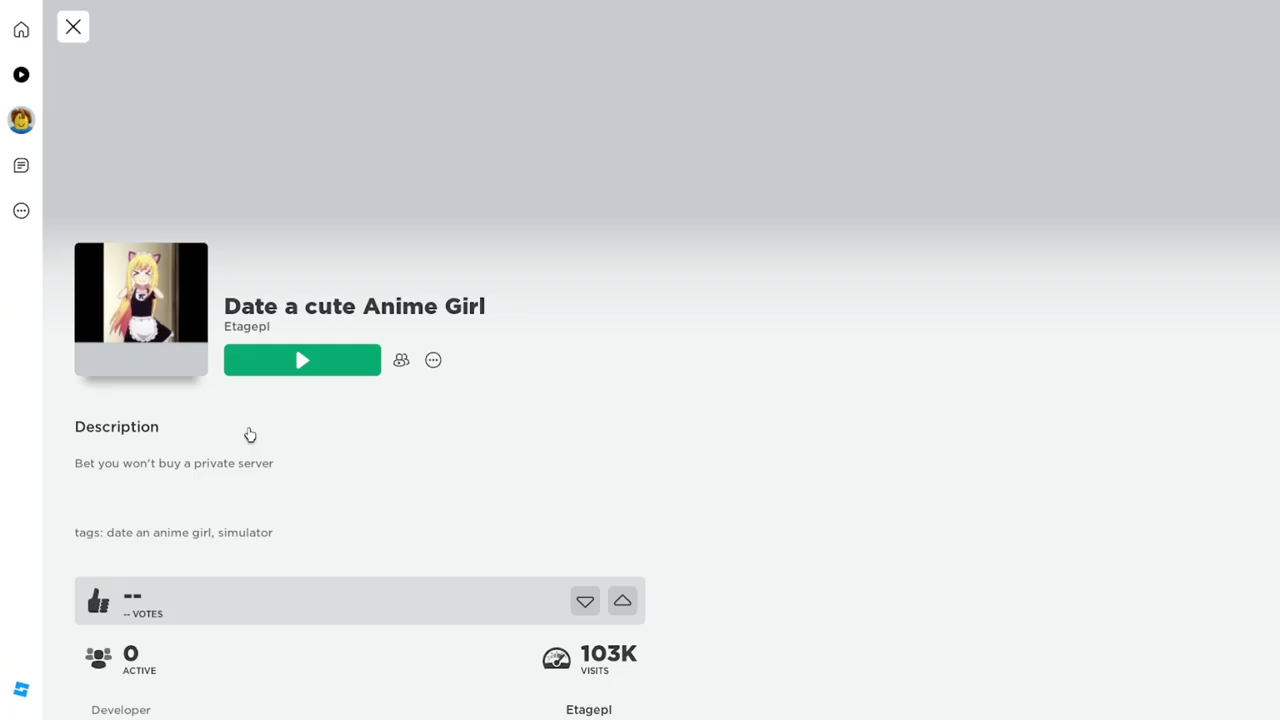 Date a cute Anime Girl
Etagepl
Description
Bet you won't buy a private server
tags: date an anime girl, simulator
--
-- VOTES
0
ACTIVE
103K
VISITS
Developer
Etagepl